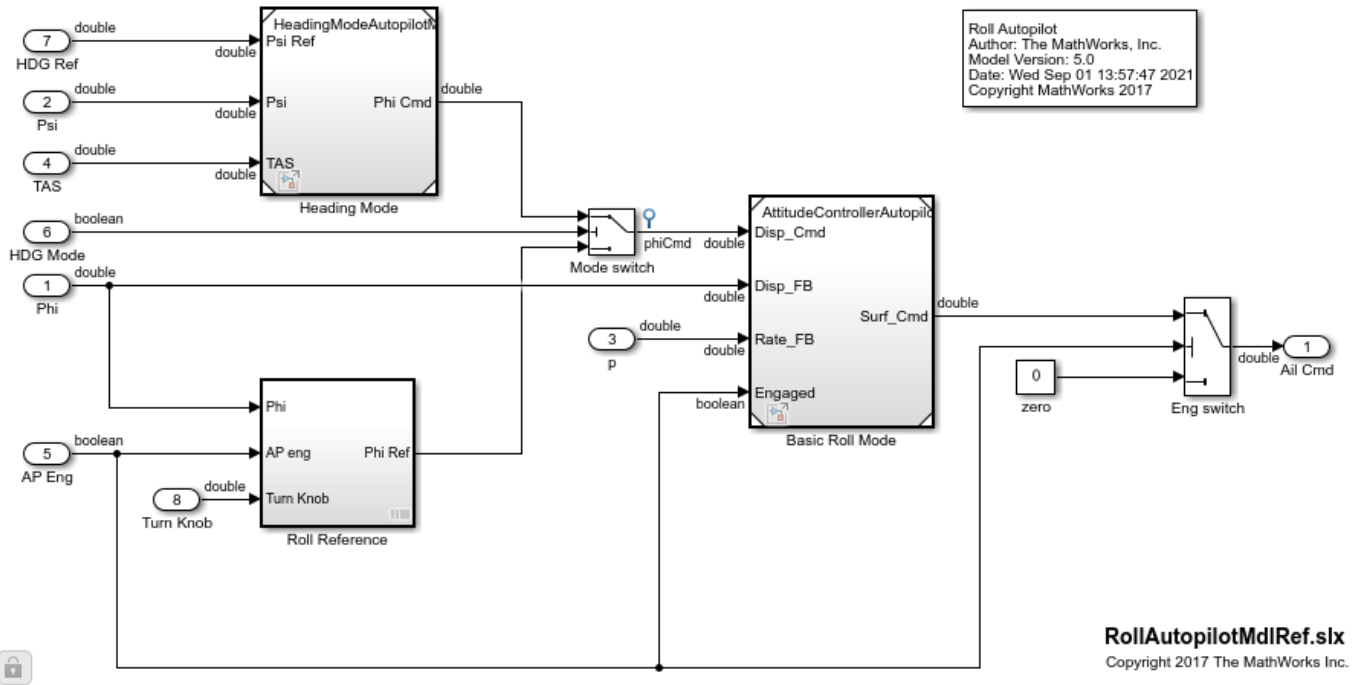 HeadingModeAutopilotM
double
7
HDG Ref
double
Psi Ref
double
2
Psi
double
Psi
Phi Cmd
double
double
4
TAS
double
TAS
Heading Mode
Roll Autopilot
Author: The MathWorks, Inc.
Model Version: 5.0
Date: Wed Sep 01 13:57:47 2021
Copyright MathWorks 2017
boolean
6
HDG Mode
Mode switch
phiCmd
double
AttitudeControllerAutopilo
Disp_Cmd
double
1
Phi
double
Disp_FB
Surf_Cmd
double
double
3
p
double
Rate_FB
boolean
Engaged
Basic Roll Mode
0
zero
Eng switch
double
1
Ail Cmd
Phi
boolean
5
AP Eng
AP eng
Phi Ref
double
8
Turn Knob
Turn Knob
Roll Reference
RollAutopilotMdlRef.slx
Copyright 2017 The MathWorks Inc.